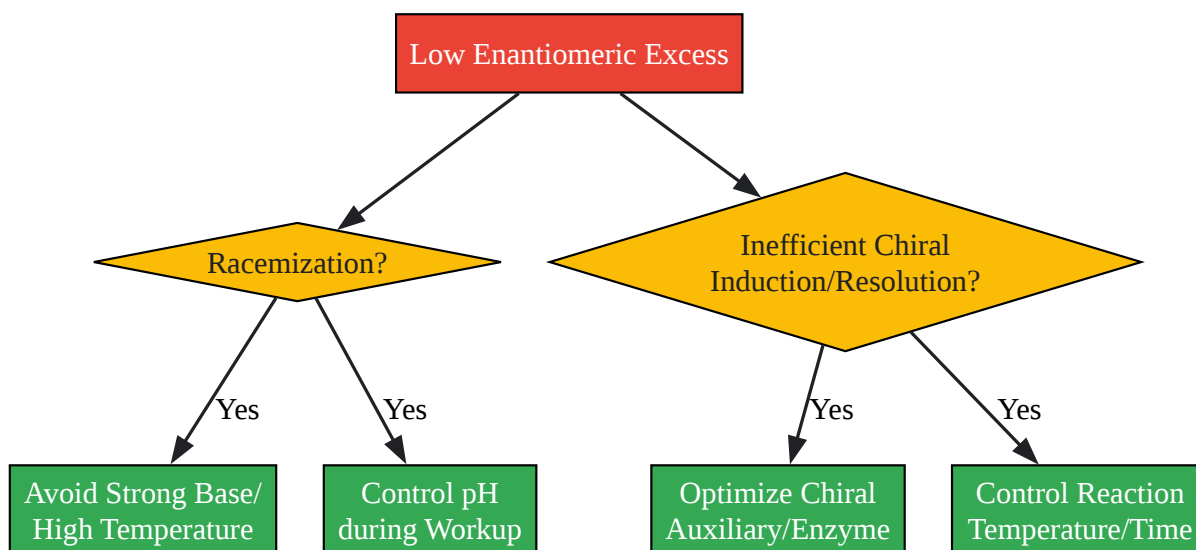 Low Enantiomeric Excess
Racemization?
Inefficient Chiral
Induction/Resolution?
Yes
Yes
Yes
Yes
Avoid Strong Base/
High Temperature
Control pH
during Workup
Optimize Chiral
Auxiliary/Enzyme
Control Reaction
Temperature/Time